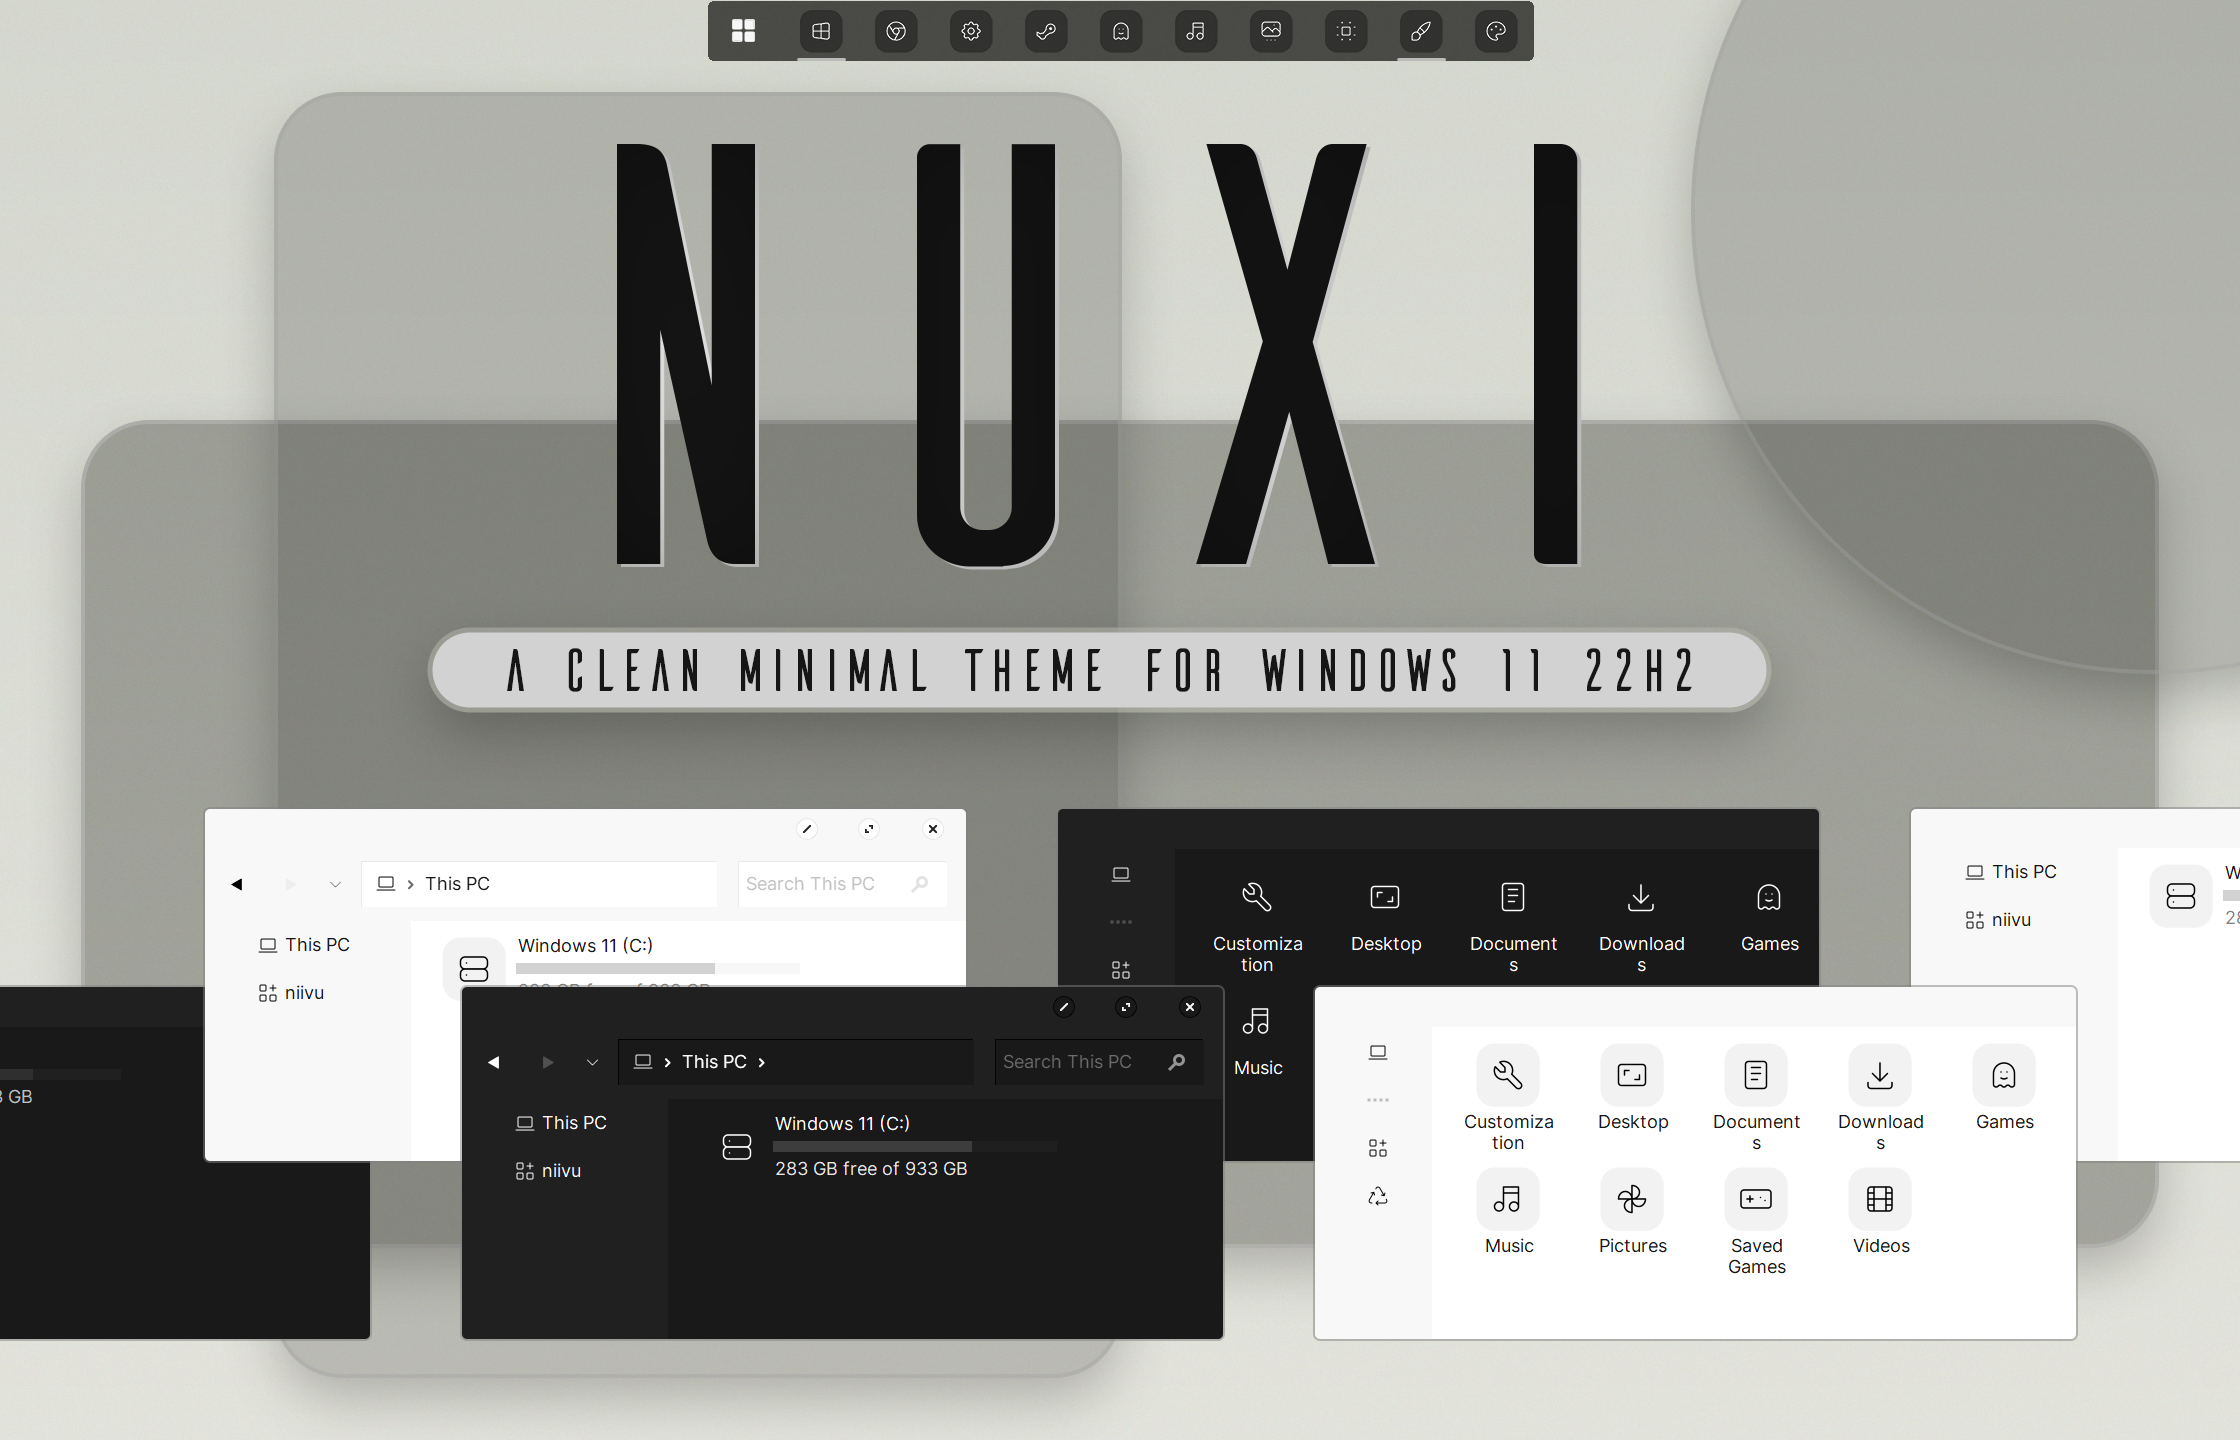 NUXI
A CLEAN MINIMAL THEME FOR WINDOWS 11 22H2
This PC
Search This PC
This PC
niivu
Windows 11 (C:)
Customiza
tion
Desktop
Document
s
Download
s
Games
Music
This PC
niivu
GB
This PC
Search This PC
This PC
niivu
Windows 11 (C:)
283 GB free of 933 GB
Customiza
tion
Desktop
Document
s
Download
s
Games
Music
Pictures
Saved
Games
Videos